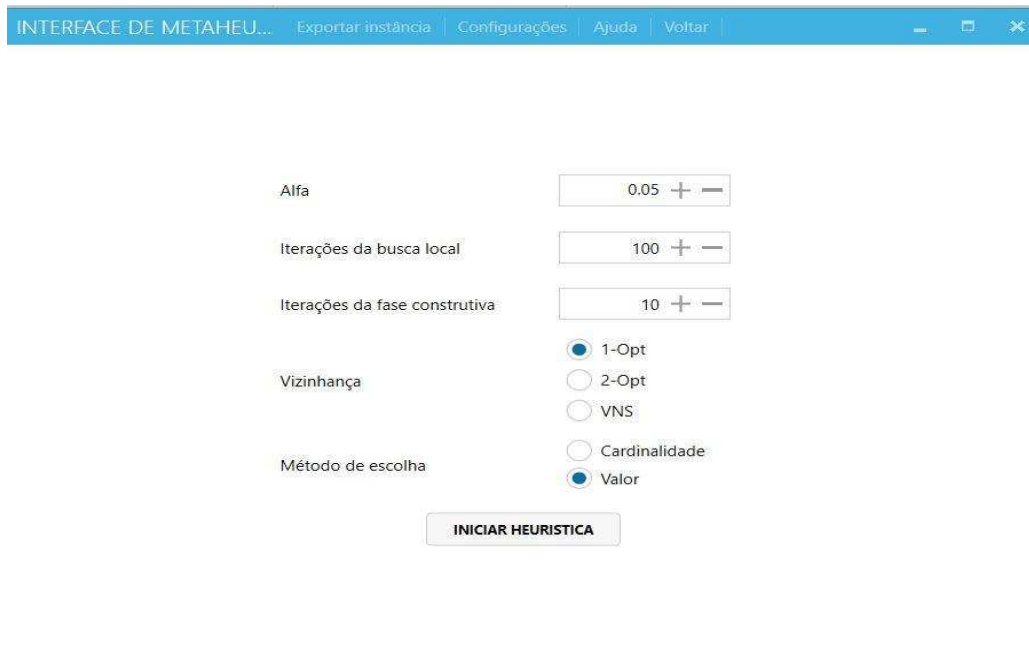 INTERFACE DE METAHEU... Exportar instância Configurações Ajuda Voltar
Alfa 0.05
Iterações da busca local 100
Iterações da fase construtiva 10
Vizinhança
1-Opt
2-Opt
VNS
Método de escolha
Cardinalidade
Valor
INICIAR HEURISTICA